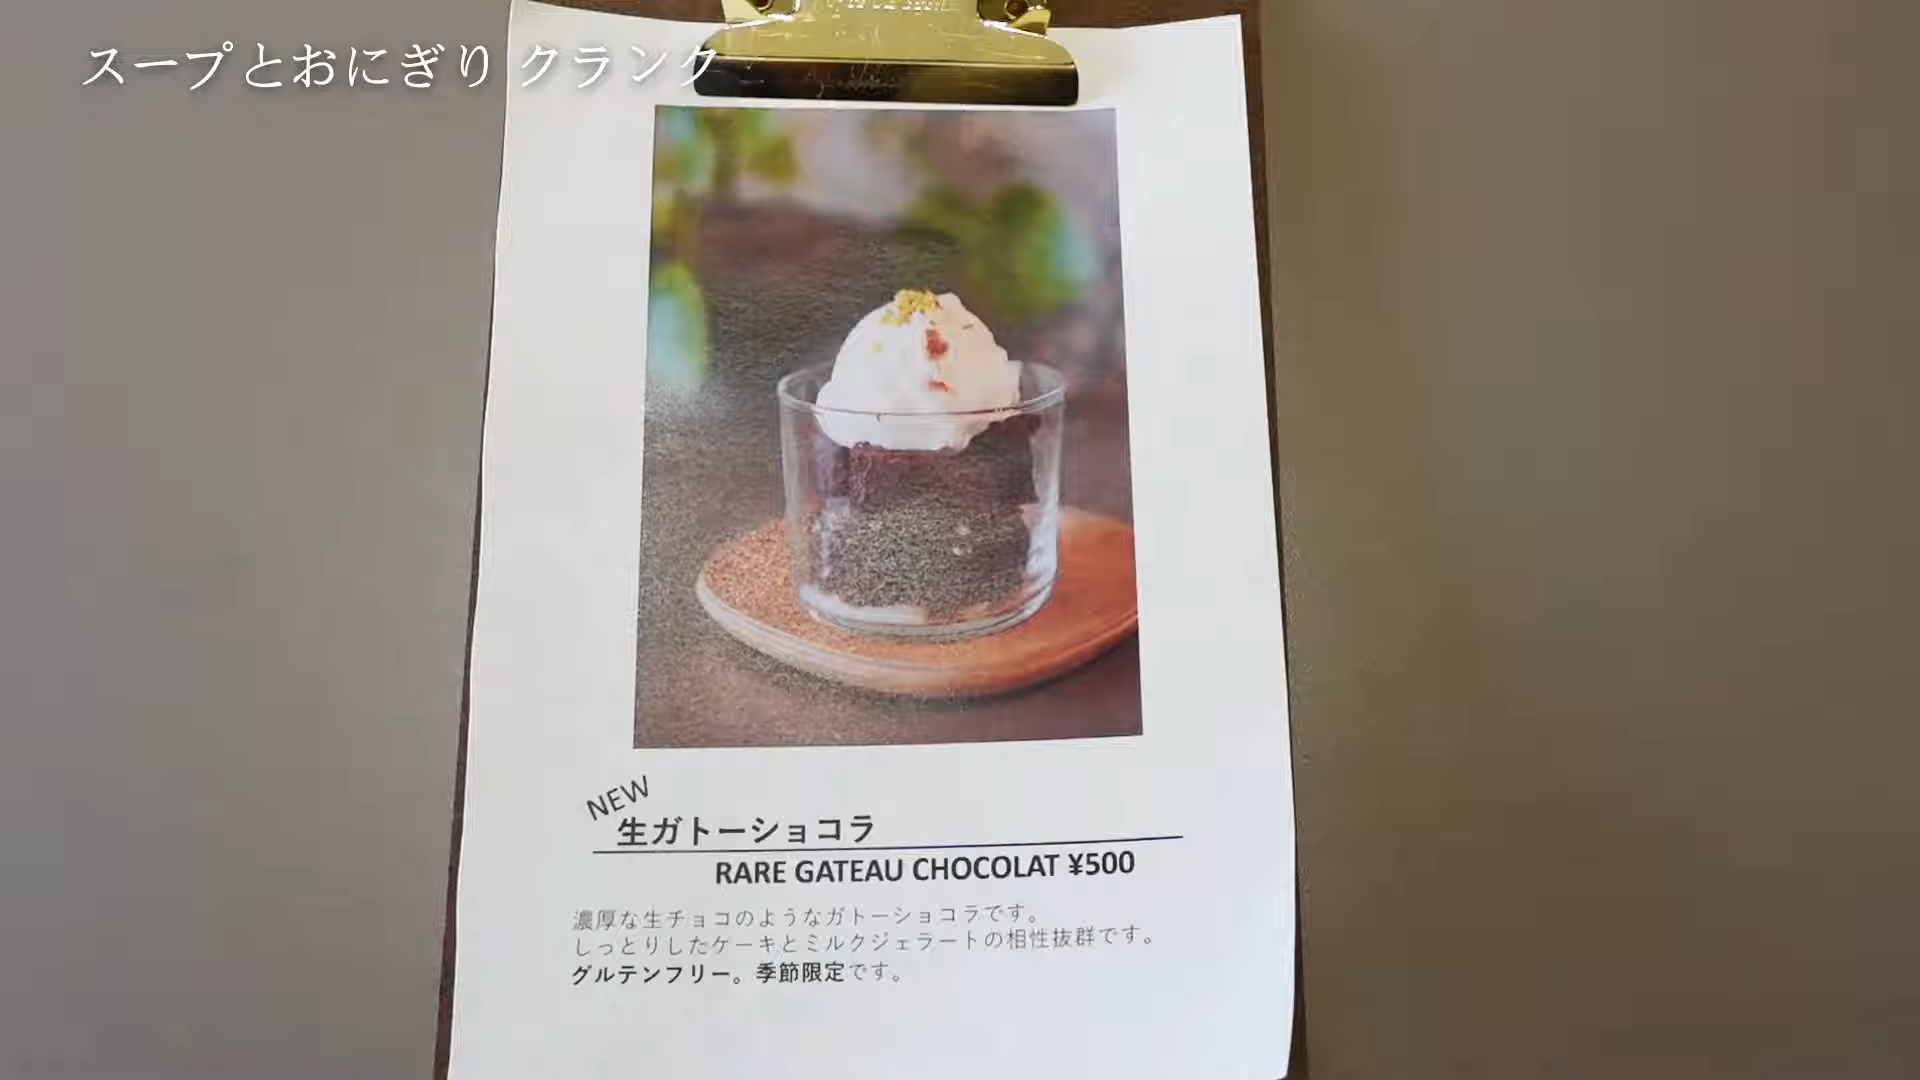 スープとおにぎり クランク
NEW
生ガトーショコラ
RARE GATEAU CHOCOLAT ¥500
濃厚な生チョコのようなガトーショコラです。
しっとりしたケーキとミルクジェラートの相性抜群です。
グルテンフリー。季節限定です。